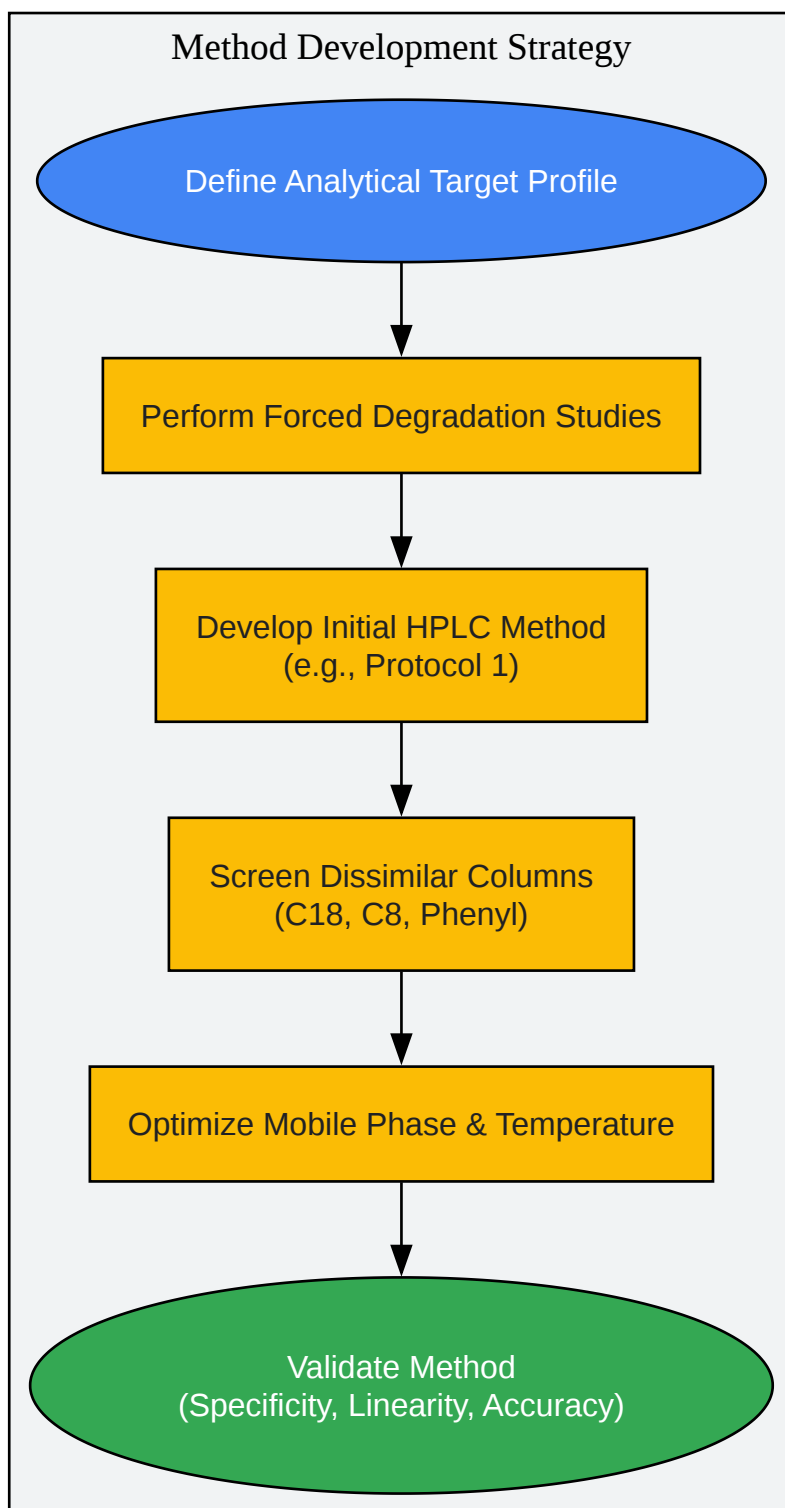 Method Development Strategy
Define Analytical Target Profile
Perform Forced Degradation Studies
Develop Initial HPLC Method
(e.g., Protocol 1)
Screen Dissimilar Columns
(C18, C8, Phenyl)
Optimize Mobile Phase & Temperature
Validate Method
(Specificity, Linearity, Accuracy)